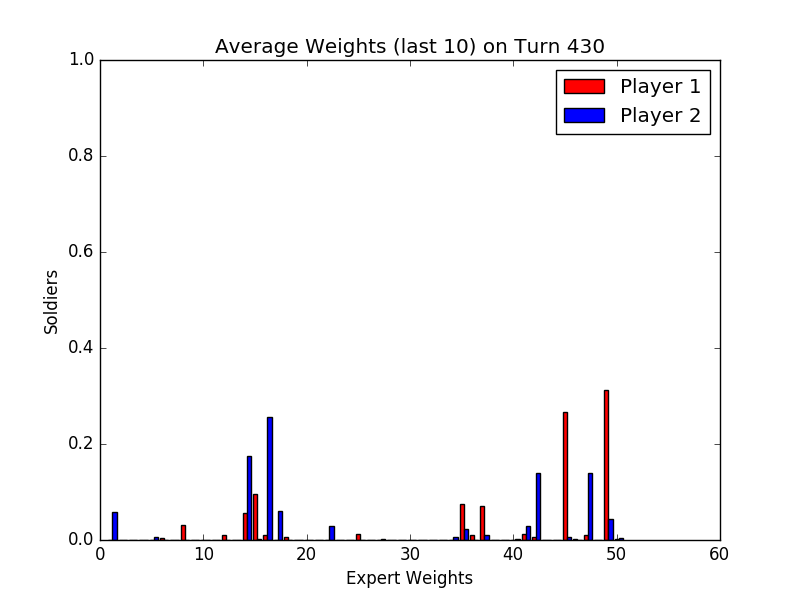 Average Weights (last 10) on Turn 430
1.0
Player 1
Player 2
0.8
0.6
Soldiers
0.4
0.2
0.0
0 10 20 30 40 50 60
Expert Weights